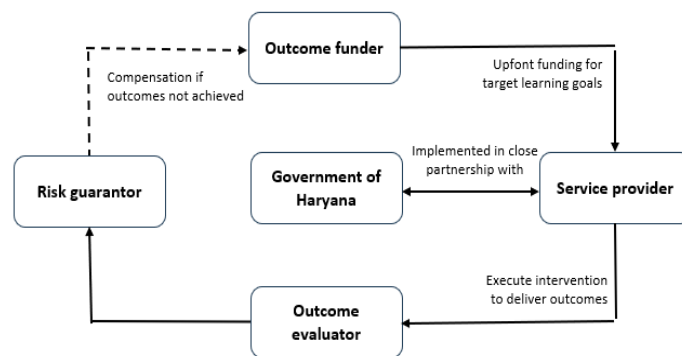 Outcome funder
Compensation if
outcomes not achieved
Upfont funding for
target learning goals
Implemented in close
partnership with
Risk guarantor
Government of
Haryana
Service provider
Execute intervention
to deliver outcomes
Outcome
evaluator